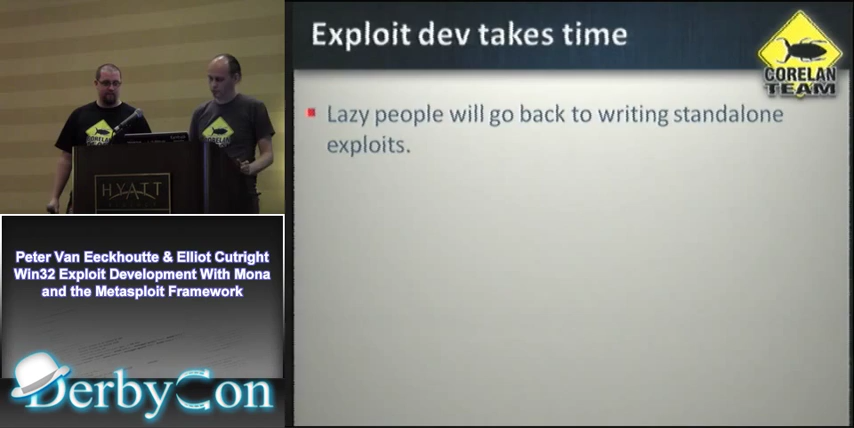 Exploit dev takes time
CORELAN
TEAM
Lazy people will go back to writing standalone
exploits.
HYATT
Peter Van Eeckhoutte & Elliot Cutright
Win32 Exploit Development With Mona
and the Metasploit Framework
DerbyCon